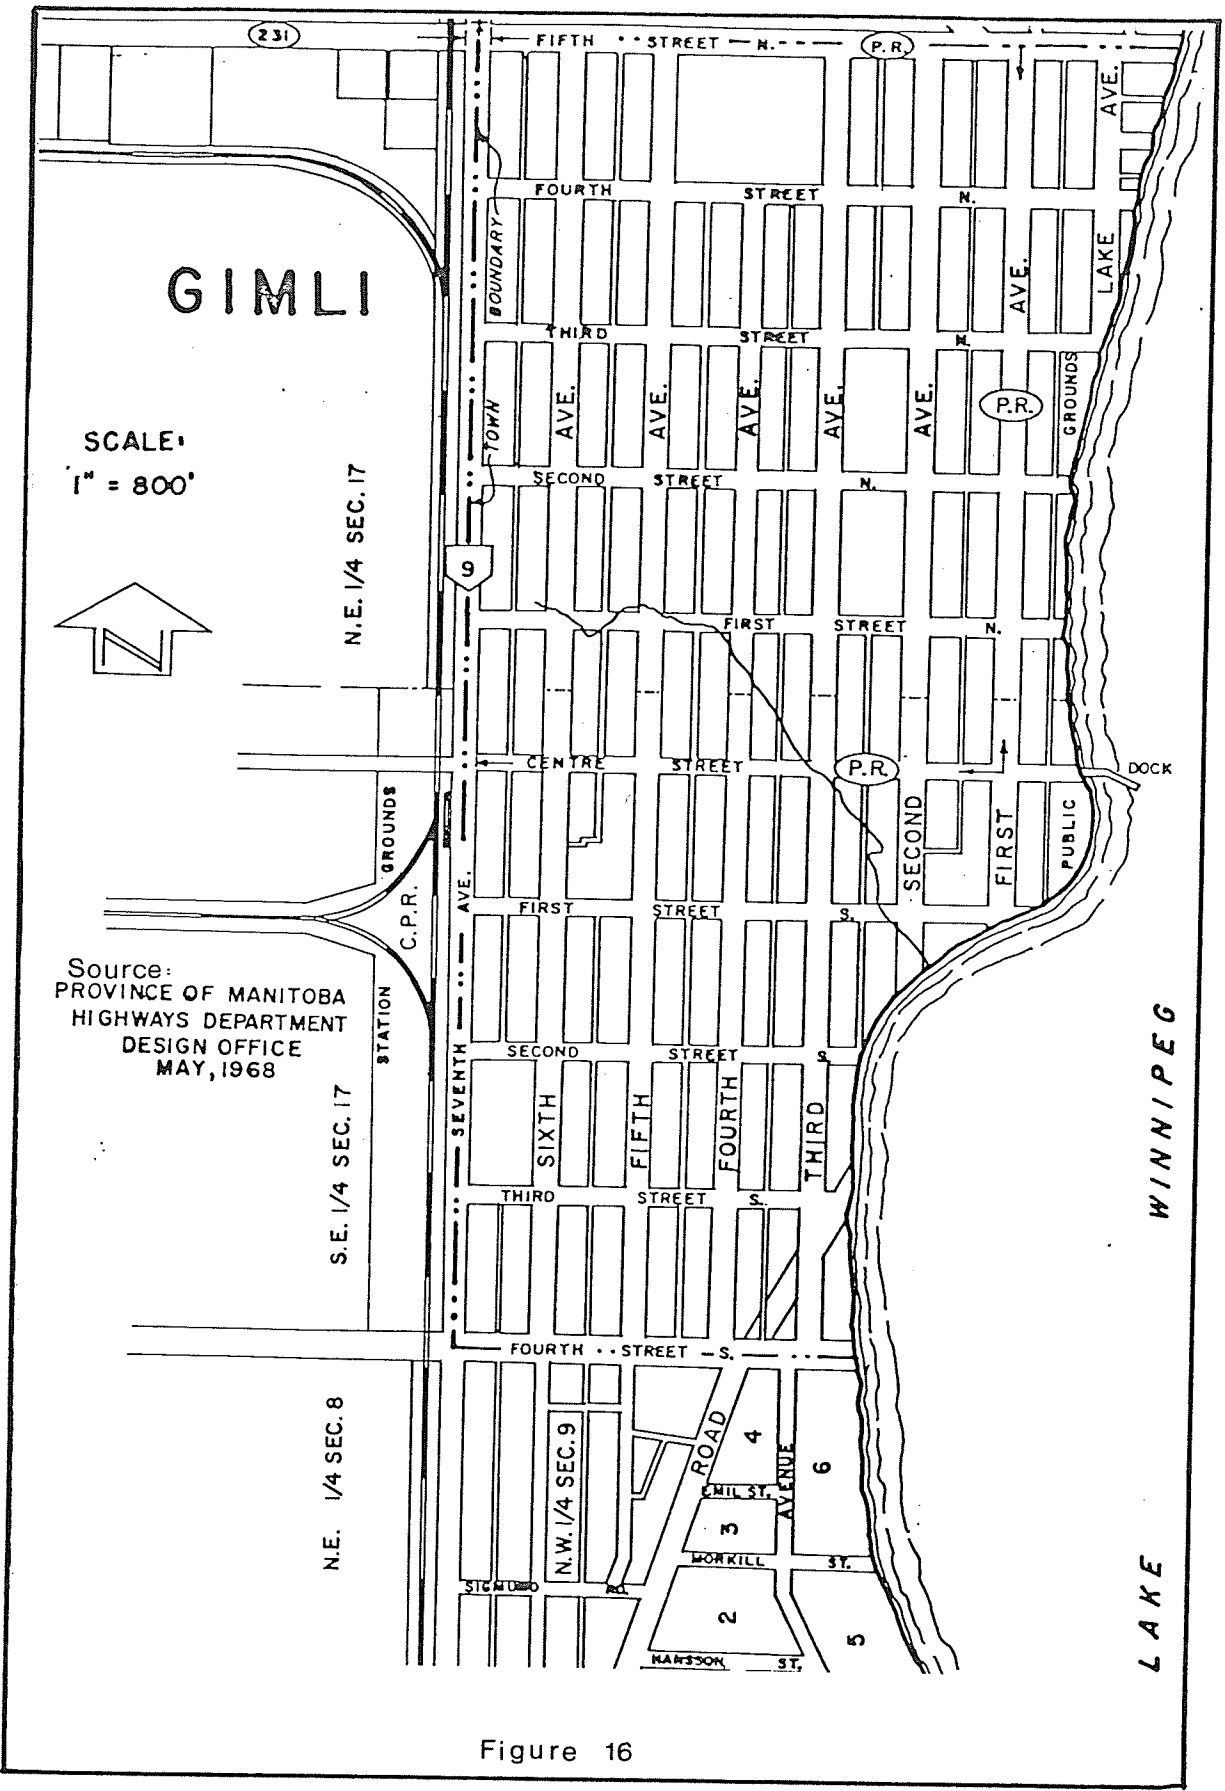 231
FIFTH STREET N.
P.R.
AVE.
FOURTH STREET N.
BOUNDARY
LAKE
AVE.
GIMLI
THIRD STREET N.
TOWN
AVE.
AVE.
AVE.
AVE.
AVE.
P.R.
GROUNDS
SCALE:
1" = 800'
SECOND STREET N.
N.E. 1/4 SEC. 17
9
N
FIRST STREET N.
CENTRE STREET
P.R.
DOCK
GROUNDS
SECOND
FIRST
PUBLIC
AVE.
C.P.R.
FIRST STREET S.
Source:
PROVINCE OF MANITOBA
HIGHWAYS DEPARTMENT
DESIGN OFFICE
MAY, 1968
STATION
SECOND STREET S.
SEVENTH
SIXTH
FIFTH
FOURTH
THIRD
WINNIPEG
S.E. 1/4 SEC. 17
THIRD STREET S.
FOURTH STREET S.
N.E. 1/4 SEC. 8
N.W. 1/4 SEC. 9
ROAD
4
AVENUE
6
EMIL ST.
3
MORKILL ST.
SIGMUND RD.
2
5
HANSSON ST.
LAKE
Figure 16